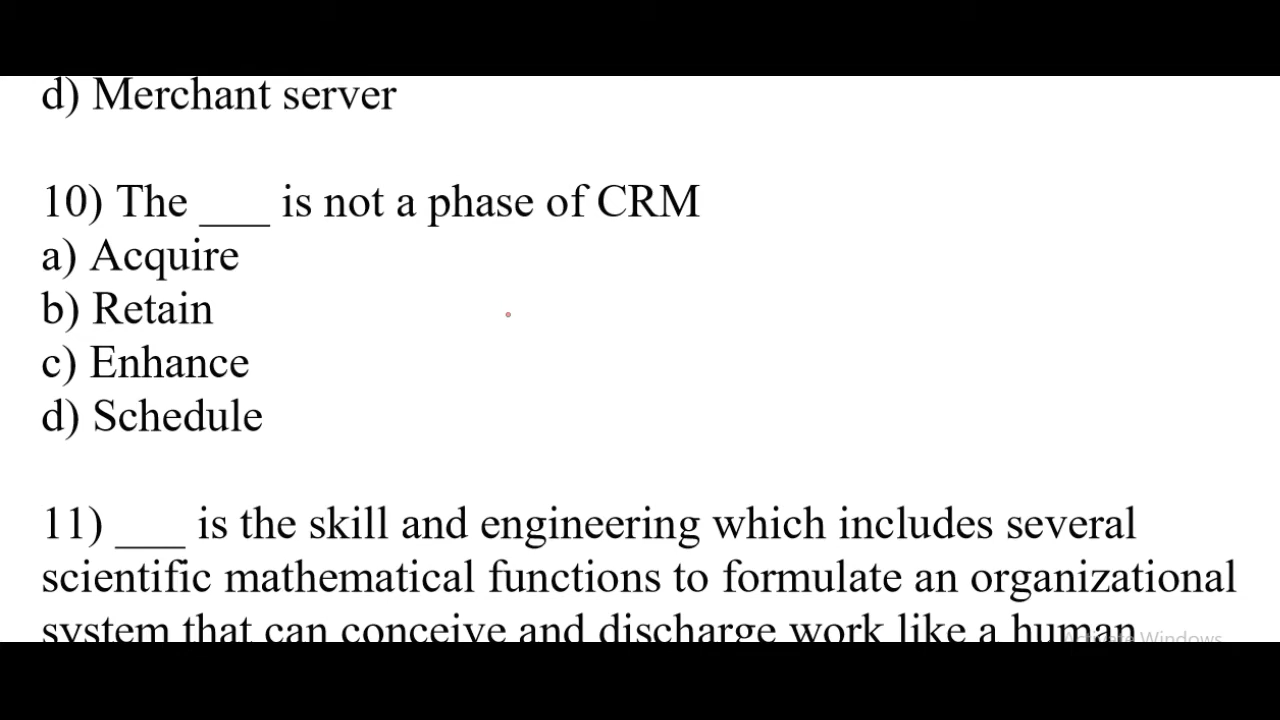 d) Merchant server
10) The ___ is not a phase of CRM
a) Acquire
b) Retain
c) Enhance
d) Schedule
11) ___ is the skill and engineering which includes several
scientific mathematical functions to formulate an organizational
system that can conceive and discharge work like a human
Activate Windows